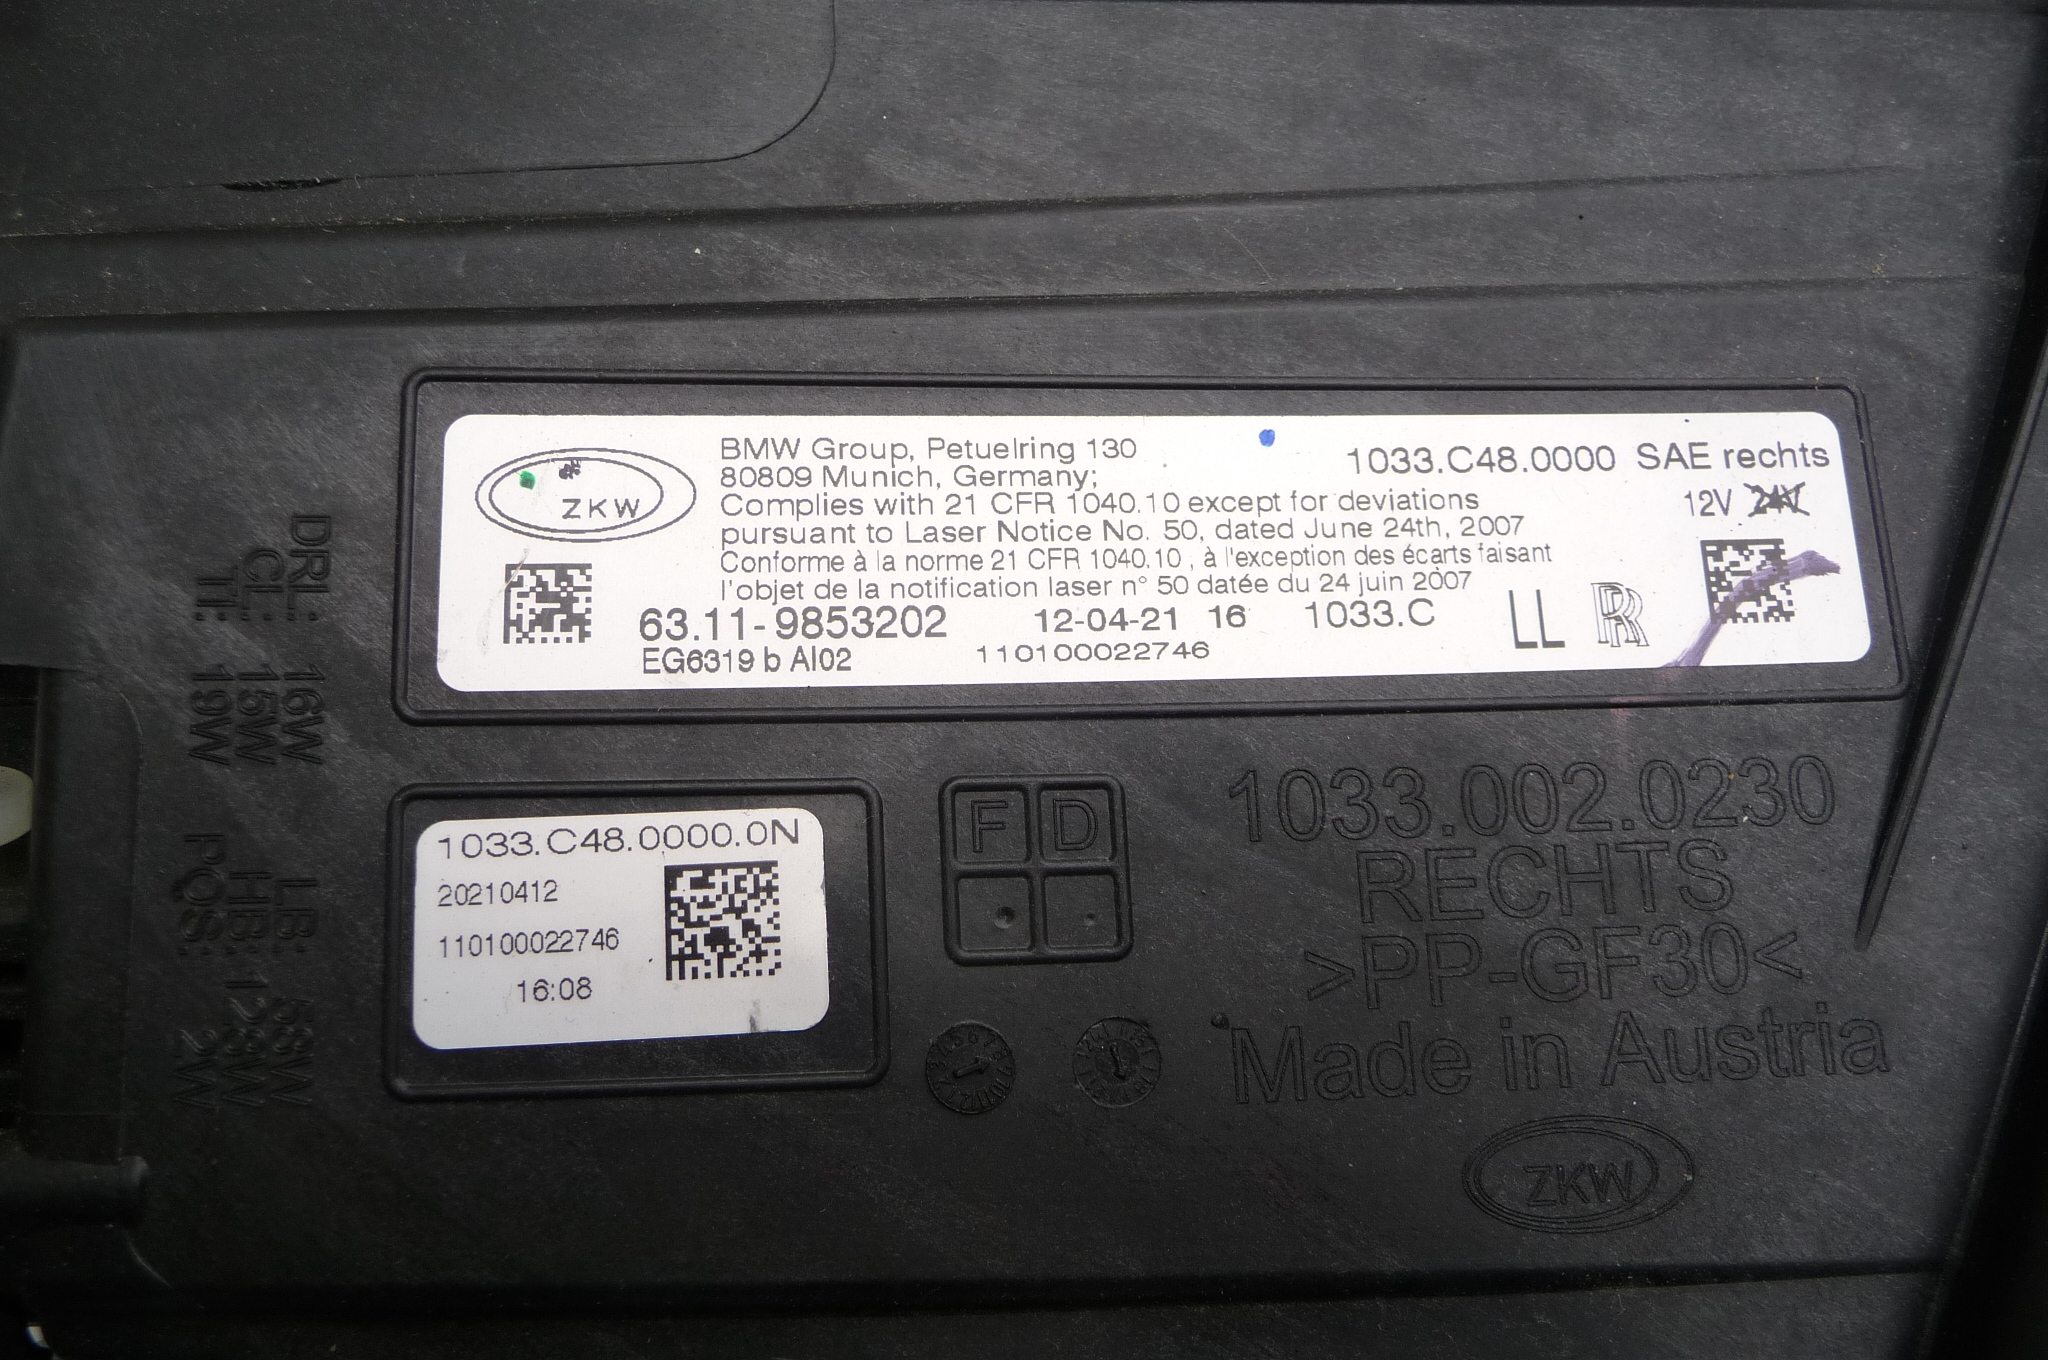 ZKW
BMW Group, Petuelring 130
80809 Munich, Germany;
Complies with 21 CFR 1040.10 except for deviations
pursuant to Laser Notice No. 50, dated June 24th, 2007
Conforme à la norme 21 CFR 1040.10 , à l'exception des écarts faisant
l'objet de la notification laser n° 50 datée du 24 juin 2007
1033.C48.0000 SAE rechts
12V 24V
63.11-9853202 12-04-21 16 1033.C LL RR
EG6319 b AI02 110100022746
DRL: 16W
CL: 15W
TI: 19W
LB: 53W
HB: 123W
PQS: 2W
1033.C48.0000.0N
20210412
110100022746
16:08
F D
1033.002.0230
RECHTS
>PP-GF30<
Made in Austria
ZKW